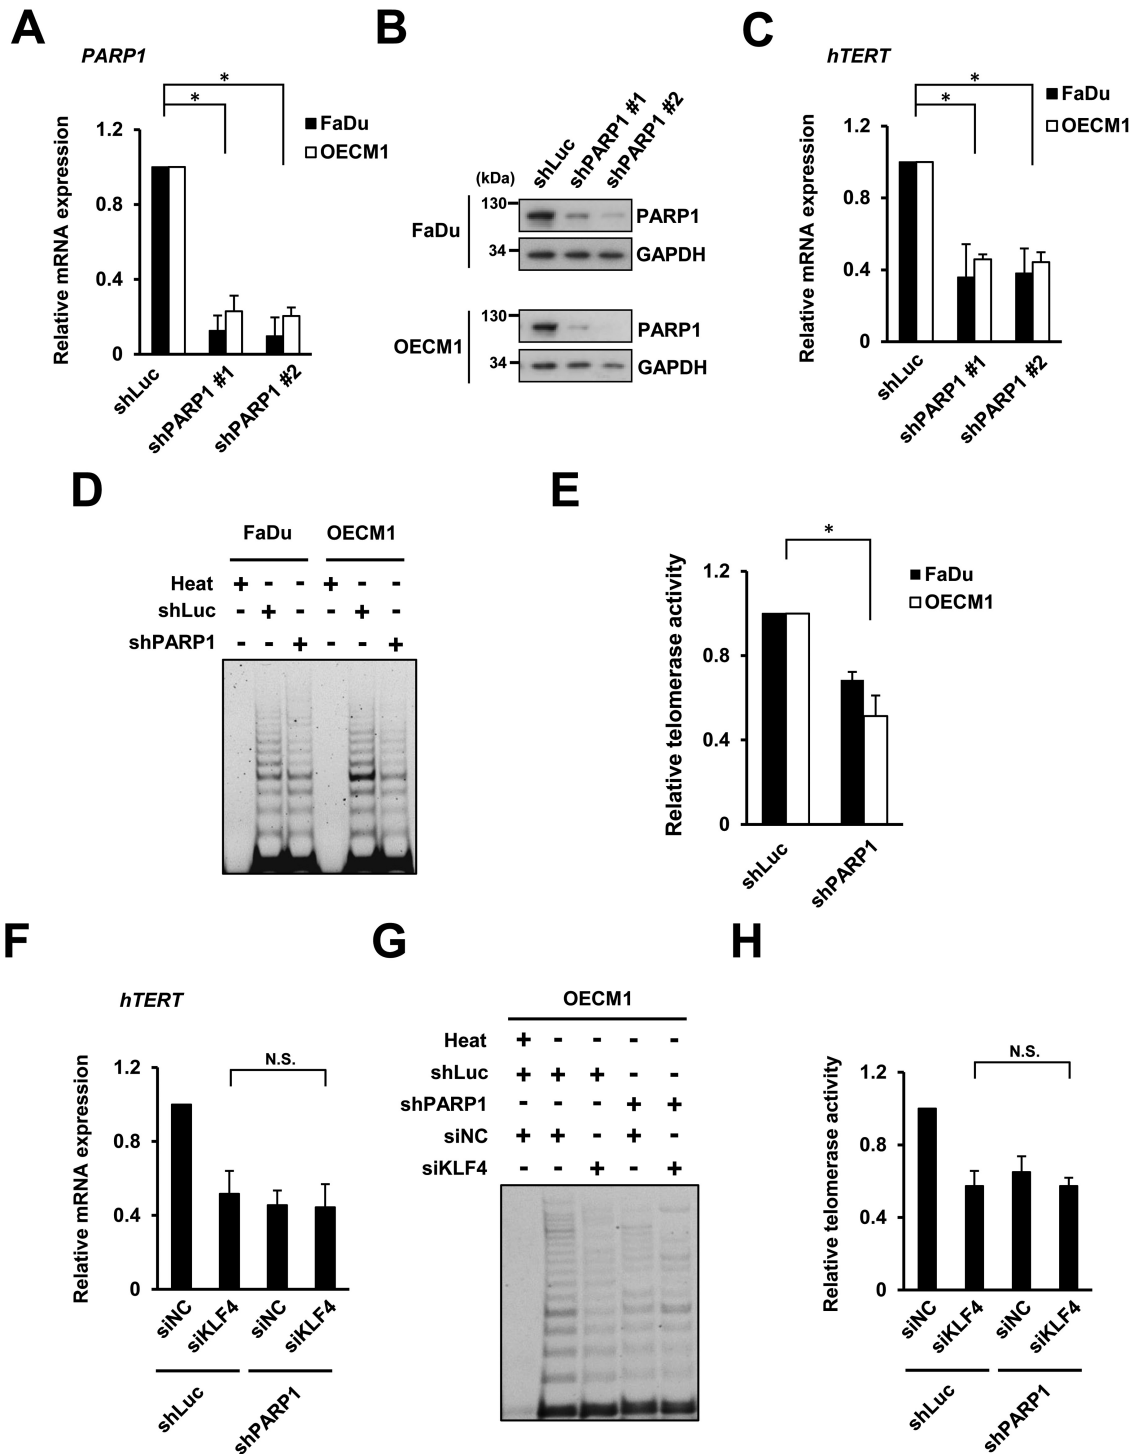 A
PARP1
*
*
FaDu
OECM1
Relative mRNA expression
1.2
0.8
0.4
0
shLuc
shPARP1 #1
shPARP1 #2
B
shLuc
shPARP1 #1
shPARP1 #2
(kDa)
FaDu
130
PARP1
34
GAPDH
OECM1
130
PARP1
34
GAPDH
C
hTERT
*
*
FaDu
OECM1
Relative mRNA expression
1.2
0.8
0.4
0
shLuc
shPARP1 #1
shPARP1 #2
D
FaDu OECM1
Heat + - - + - -
shLuc - + - - + -
shPARP1 - - + - - +
E
*
FaDu
OECM1
Relative telomerase activity
1.2
0.8
0.4
0
shLuc
shPARP1
F
hTERT
N.S.
Relative mRNA expression
1.2
0.8
0.4
0
siNC
siKLF4
siNC
siKLF4
shLuc
shPARP1
G
OECM1
Heat + - - - -
shLuc + + + - -
shPARP1 - - - + +
siNC + + - + -
siKLF4 - - + - +
H
N.S.
Relative telomerase activity
1.2
0.8
0.4
0
siNC
siKLF4
siNC
siKLF4
shLuc
shPARP1